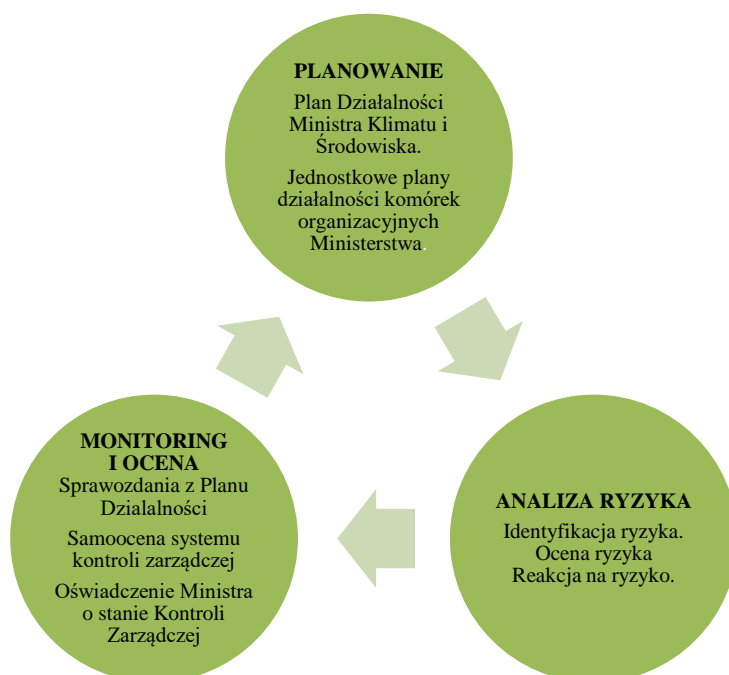 PLANOWANIE
Plan Działalności
Ministra Klimatu i
Środowiska.
Jednostkowe plany
działalności komórek
organizacyjnych
Ministerstwa.
MONITORING
I OCENA
Sprawozdania z Planu
Dzialalności
Samoocena systemu
kontroli zarządczej
Oświadczenie Ministra
o stanie Kontroli
Zarządczej
ANALIZA RYZYKA
Identyfikacja ryzyka.
Ocena ryzyka
Reakcja na ryzyko.